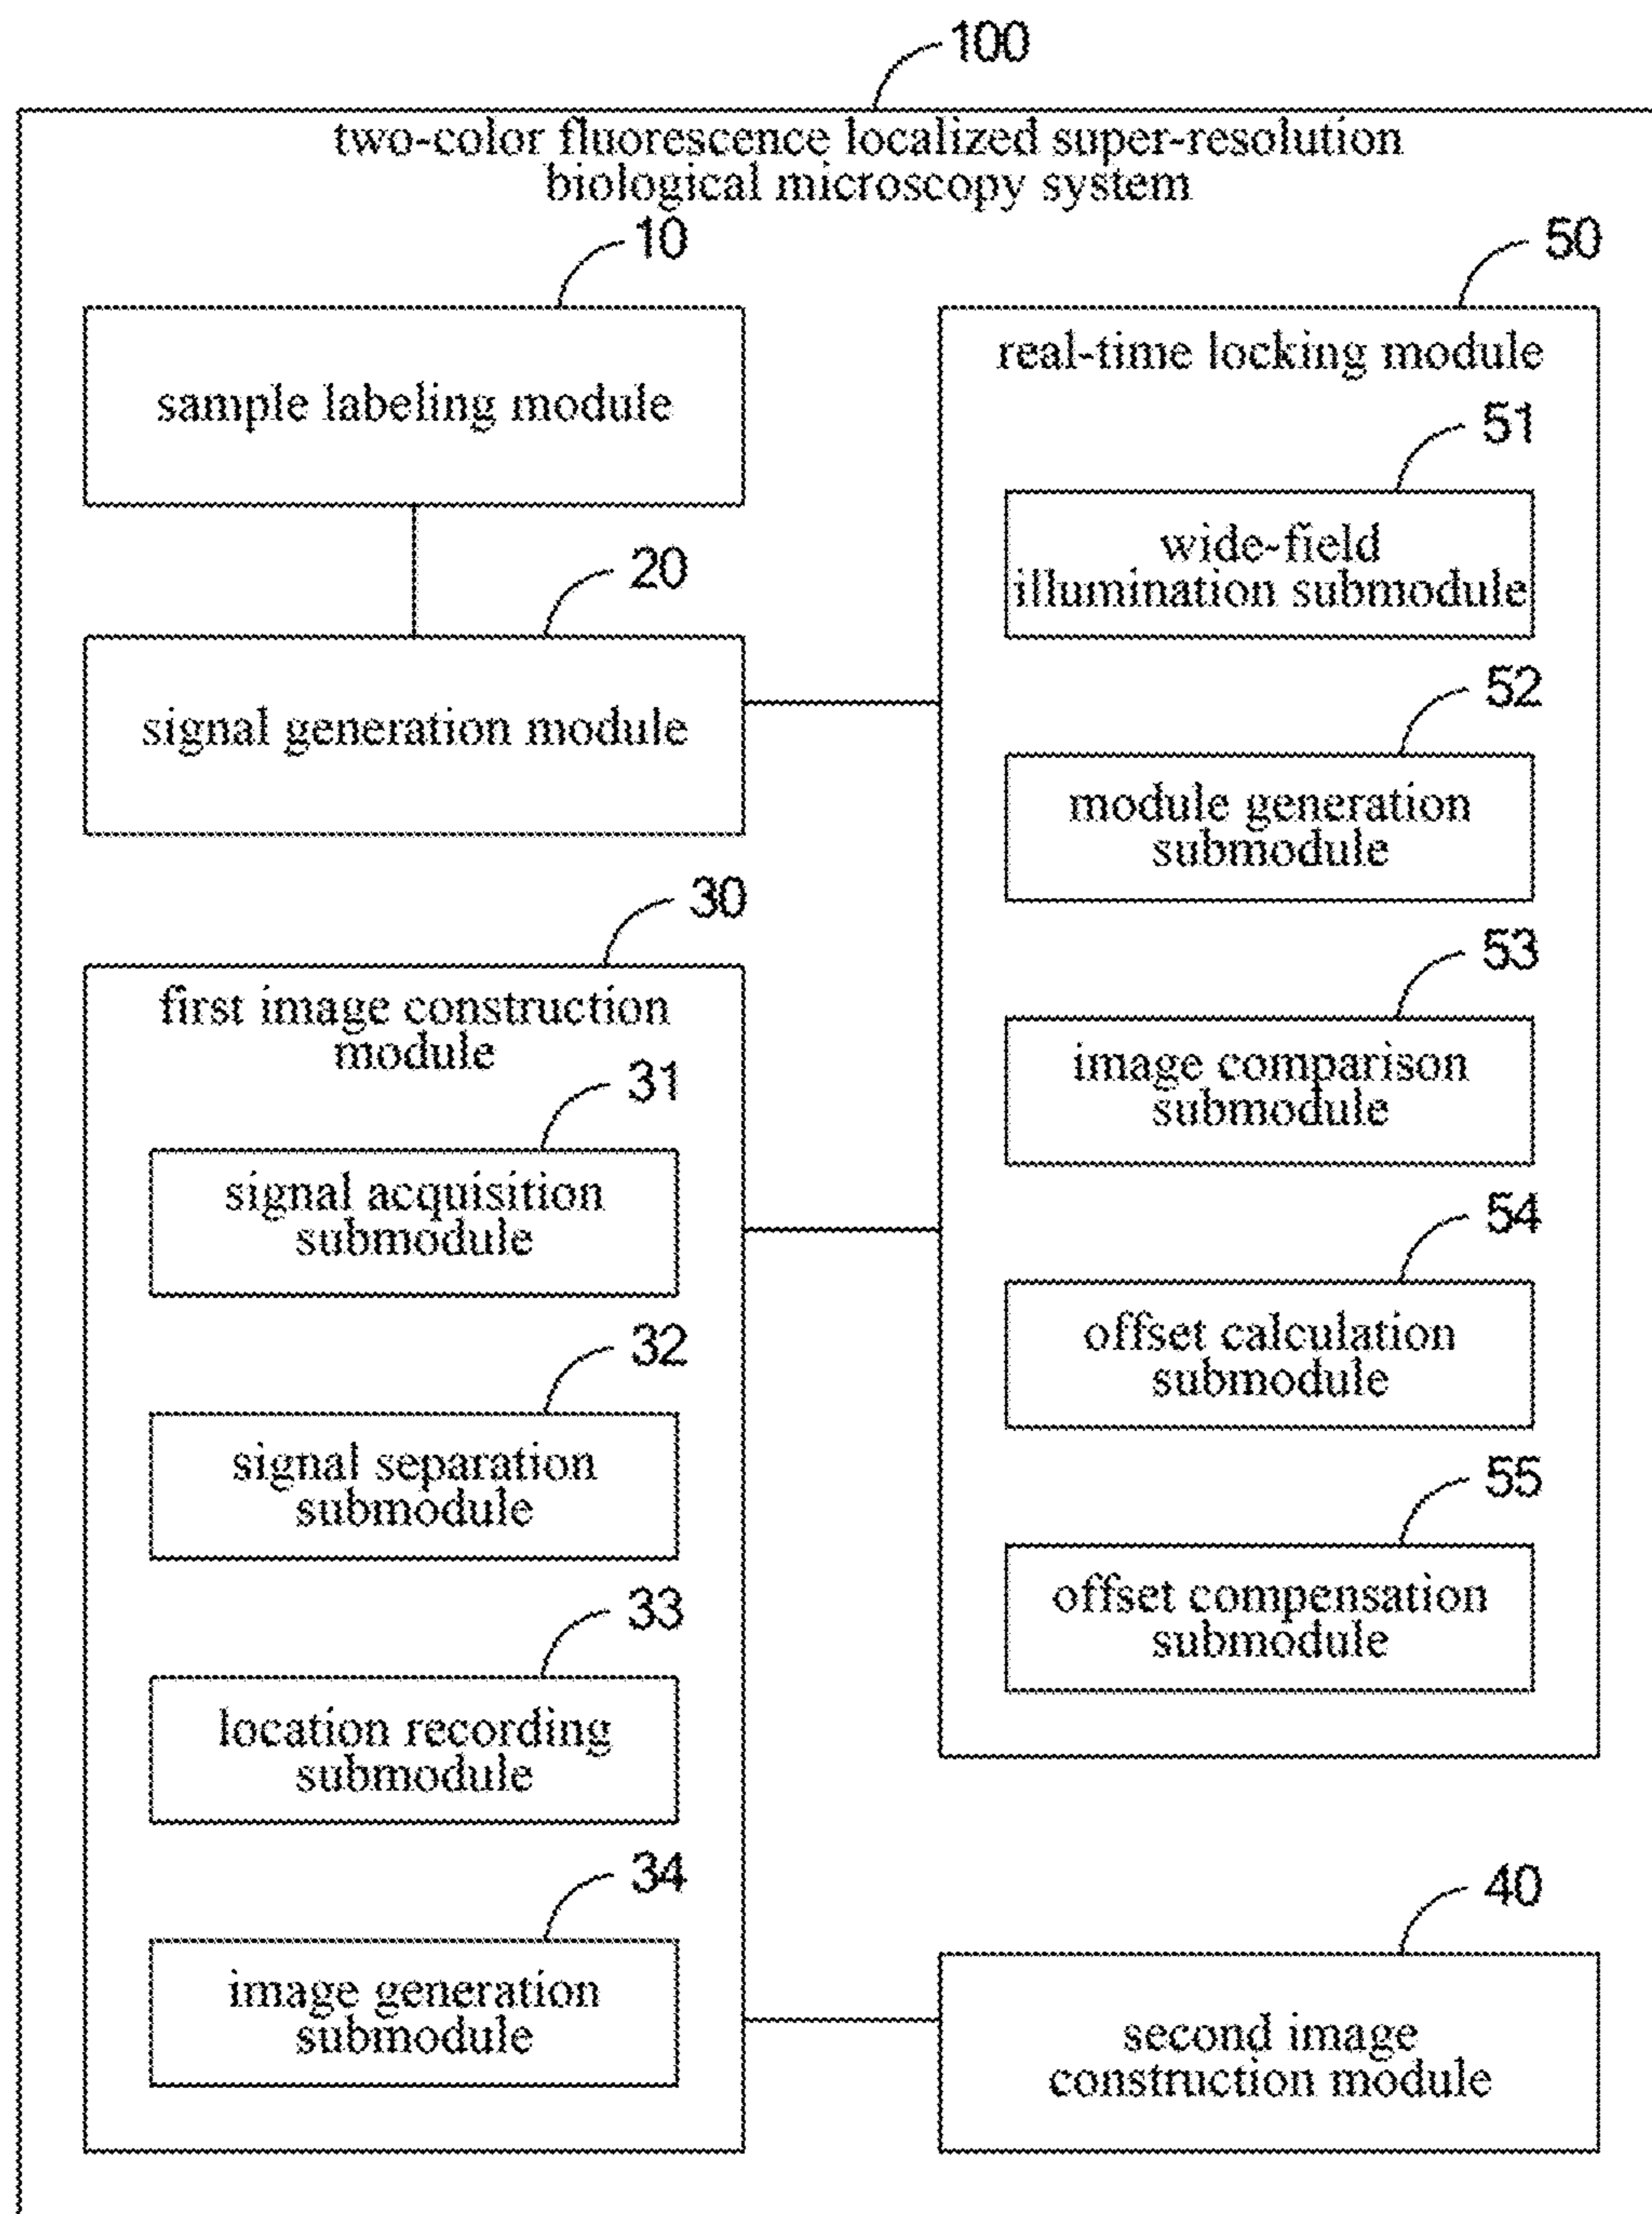 100
two-color fluorescence localized super-resolution
biological microscopy system
10
sample labeling module
20
signal generation module
30
first image construction
module
31
signal acquisition
submodule
32
signal separation
submodule
33
location recording
submodule
34
image generation
submodule
50
real-time locking module
51
wide-field
illumination submodule
52
module generation
submodule
53
image comparison
submodule
54
offset calculation
submodule
55
offset compensation
submodule
40
second image
construction module